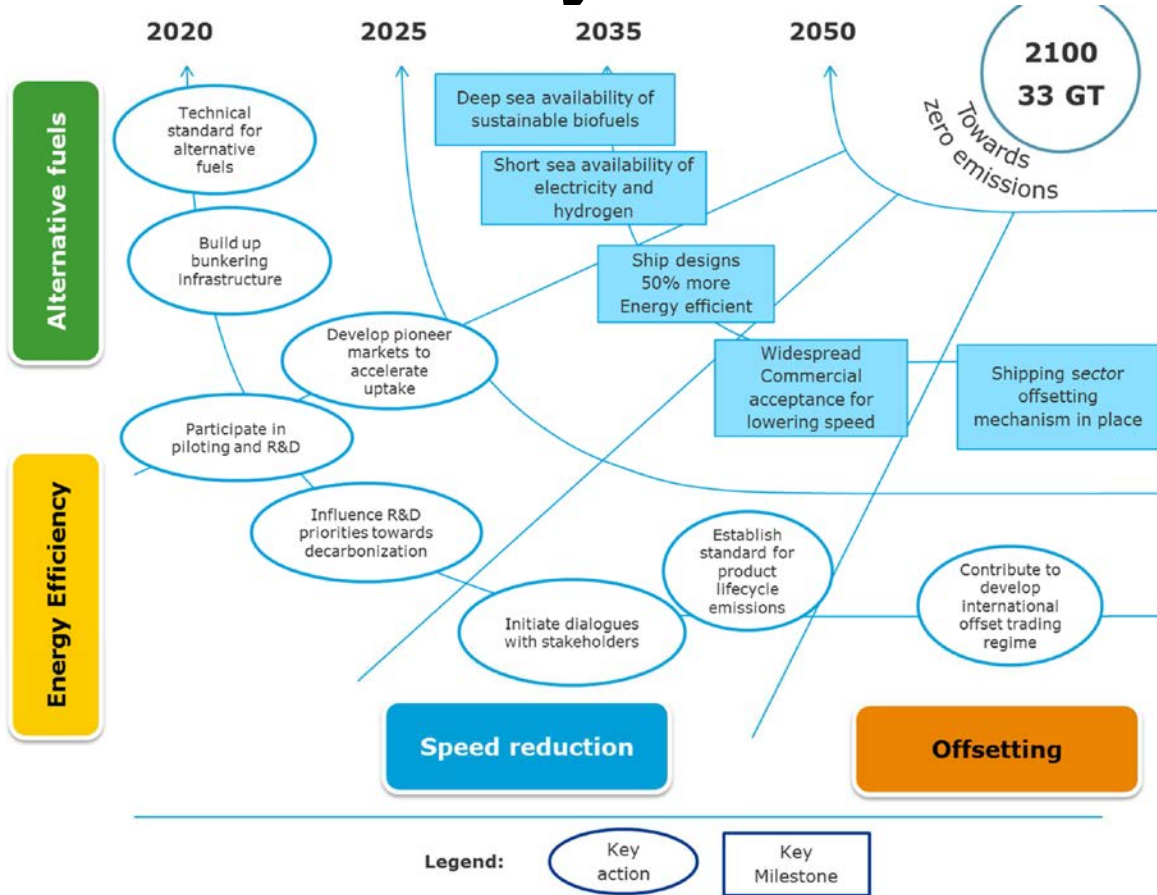 2020
2025
2035
2050
2100
33 GT
Towards
zero emissions
Alternative fuels
Technical
standard for
alternative
fuels
Build up
bunkering
infrastructure
Develop pioneer
markets to
accelerate
uptake
Participate in
piloting and R&D
Deep sea availability of
sustainable biofuels
Short sea availability of
electricity and
hydrogen
Ship designs
50% more
Energy efficient
Widespread
Commercial
acceptance for
lowering speed
Shipping sector
offsetting
mechanism in place
Energy Efficiency
Influence R&D
priorities towards
decarbonization
Initiate dialogues
with stakeholders
Establish
standard for
product
lifecycle
emissions
Contribute to
develop
international
offset trading
regime
Speed reduction
Offsetting
Legend:
Key
action
Key
Milestone